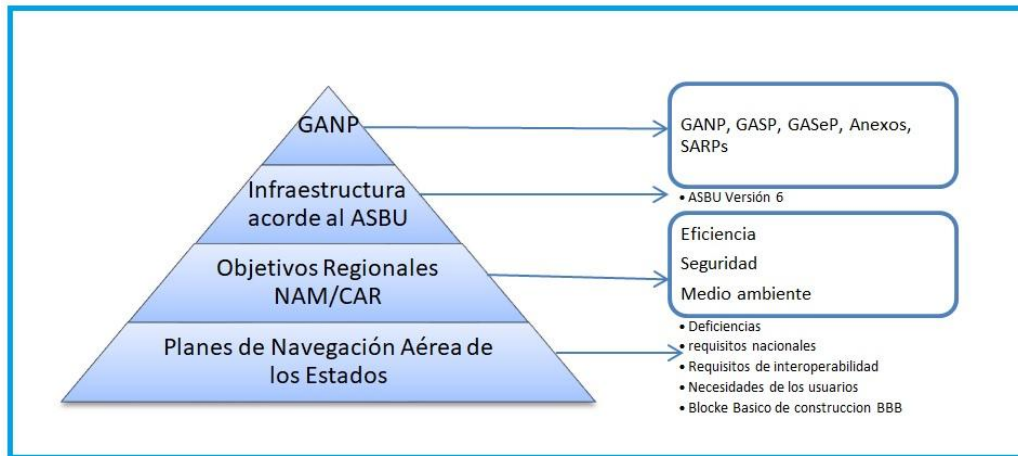 GANP
GANP, GASP, GASeP, Anexos,
SARPs
Infraestructura
acorde al ASBU
• ASBU Versión 6
Objetivos Regionales
NAM/CAR
Eficiencia
Seguridad
Medio ambiente
Planes de Navegación Aérea de
los Estados
• Deficiencias
• requisitos nacionales
• Requisitos de interoperabilidad
• Necesidades de los usuarios
• Blocke Basico de construccion BBB